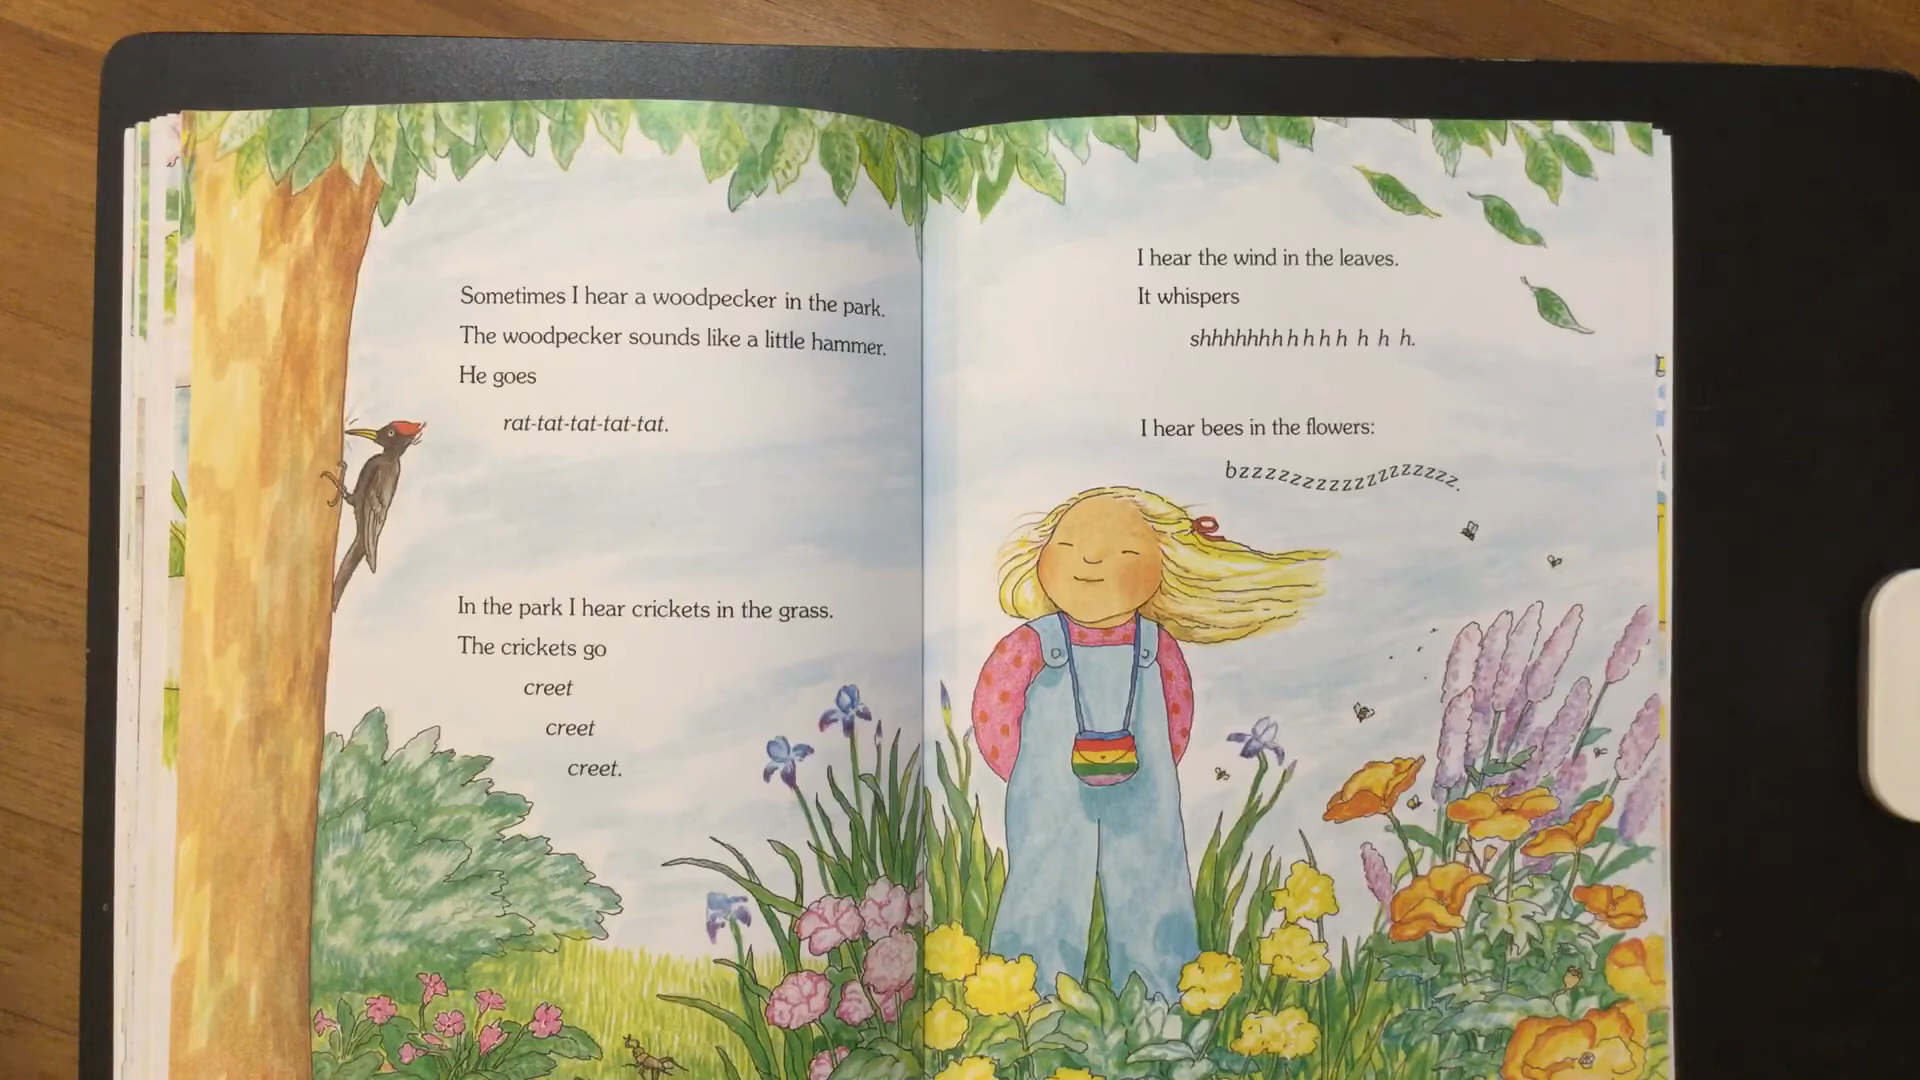 Sometimes I hear a woodpecker in the park.
The woodpecker sounds like a little hammer.
He goes
rat-tat-tat-tat-tat.
In the park I hear crickets in the grass.
The crickets go
creet
creet
creet.
I hear the wind in the leaves.
It whispers
shhhhhhhhhhh h h h.
I hear bees in the flowers:
bzzzzzzzzzzzzzzzzzzz.